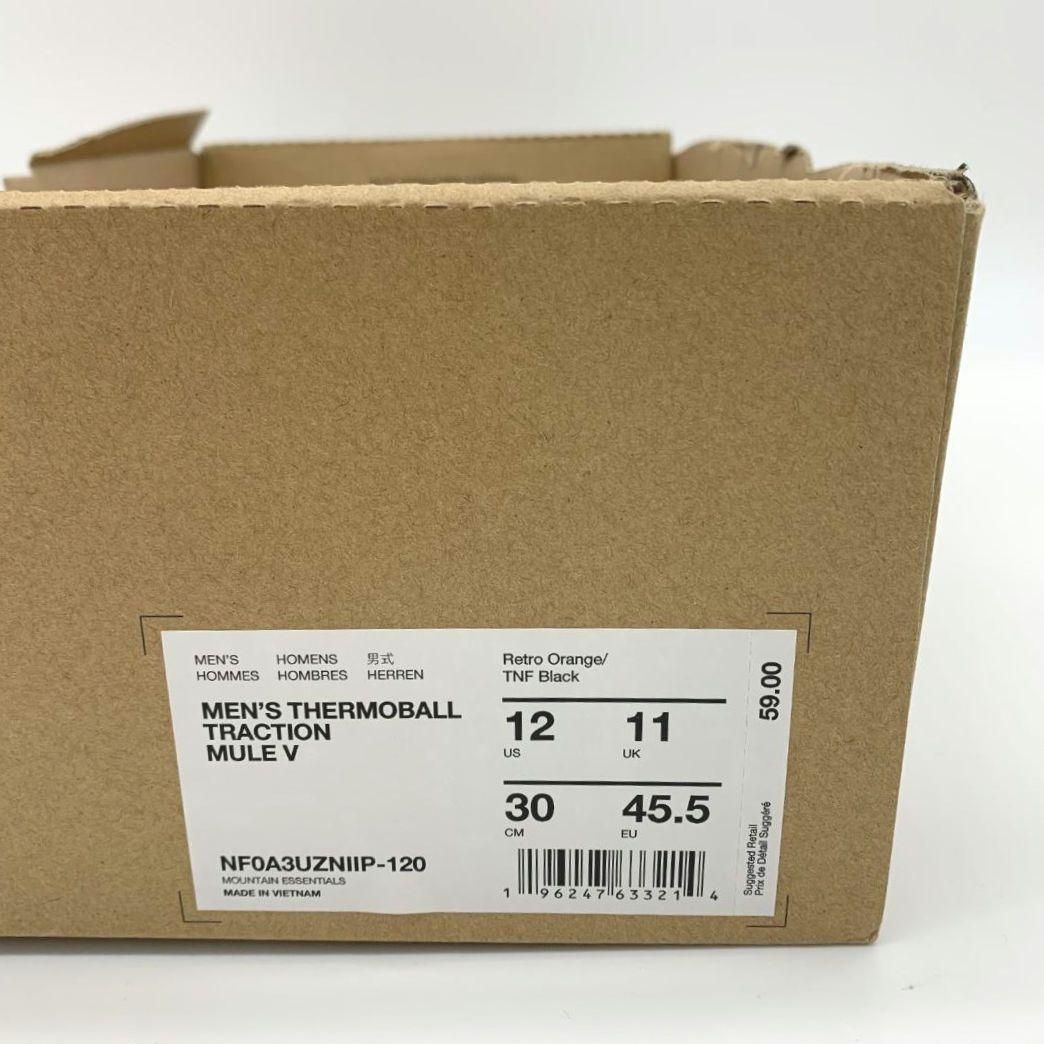 MEN'S HOMENS 男式
HOMMES HOMBRES HERREN
MEN'S THERMOBALL
TRACTION
MULE V
NF0A3UZNIIP-120
MOUNTAIN ESSENTIALS
MADE IN VIETNAM
Retro Orange/
TNF Black
12 11
US UK
30 45.5
CM EU
1 96247 63321 4
59.00
Suggested Retail
Prix de Détail Suggéré